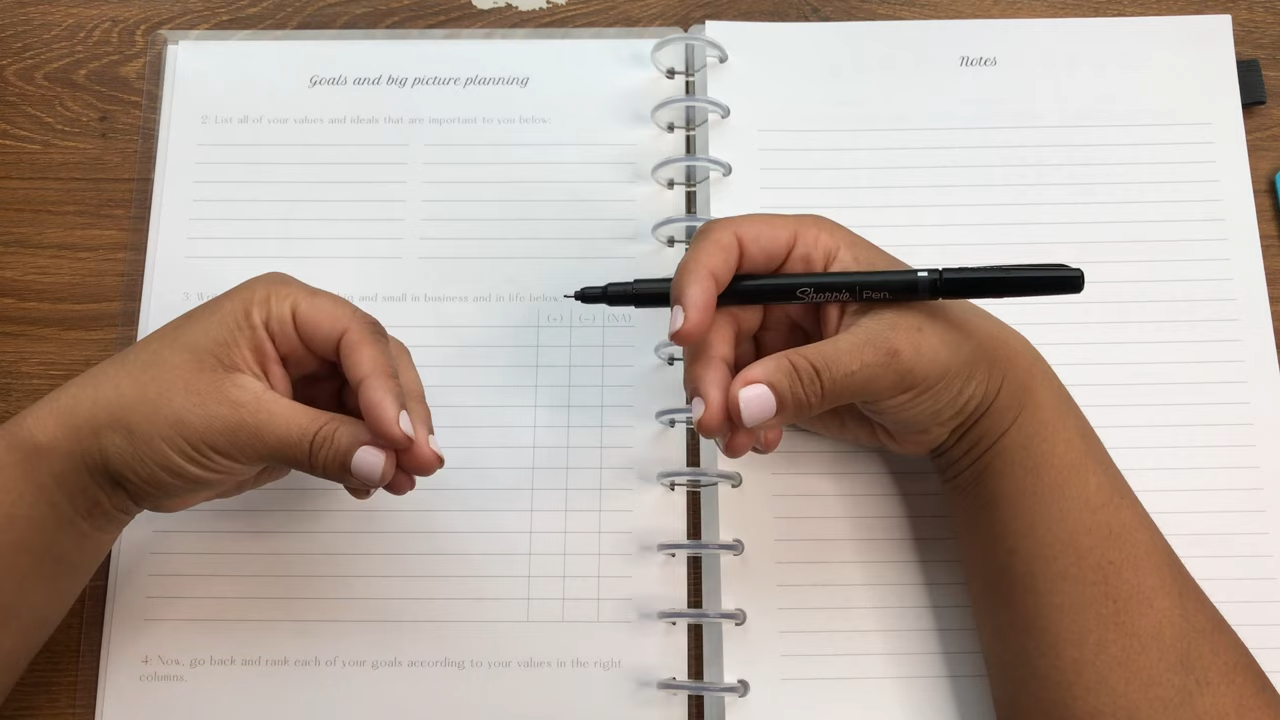 Goals and big picture planning
2: List all of your values and ideals that are important to you below:
3: and small in business and in life below.
(+) (-) (NA)
4: Now, go back and rank each of your goals according to your values in the right
columns.
Notes
Sharpie | Pen.